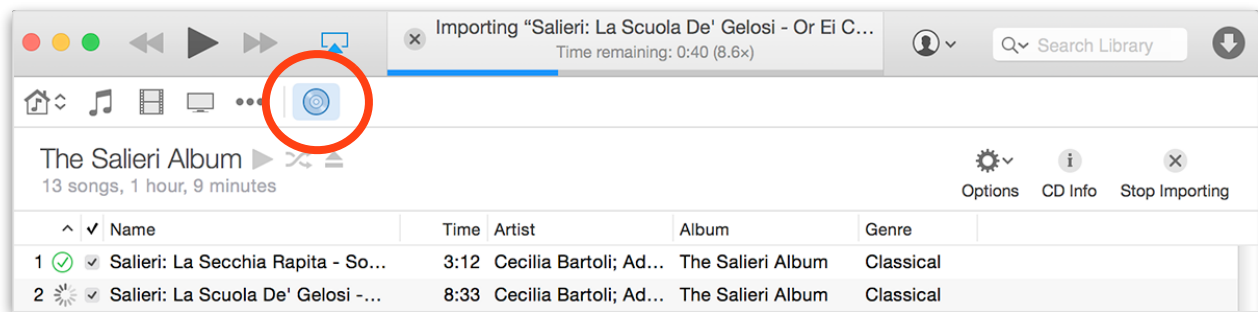 Importing “Salieri: La Scuola De' Gelosi - Or Ei C...
Time remaining: 0:40 (8.6×)
Search Library
The Salieri Album
13 songs, 1 hour, 9 minutes
Options CD Info Stop Importing
Name Time Artist Album Genre
1 Salieri: La Secchia Rapita - So... 3:12 Cecilia Bartoli; Ad... The Salieri Album Classical
2 Salieri: La Scuola De' Gelosi -... 8:33 Cecilia Bartoli; Ad... The Salieri Album Classical